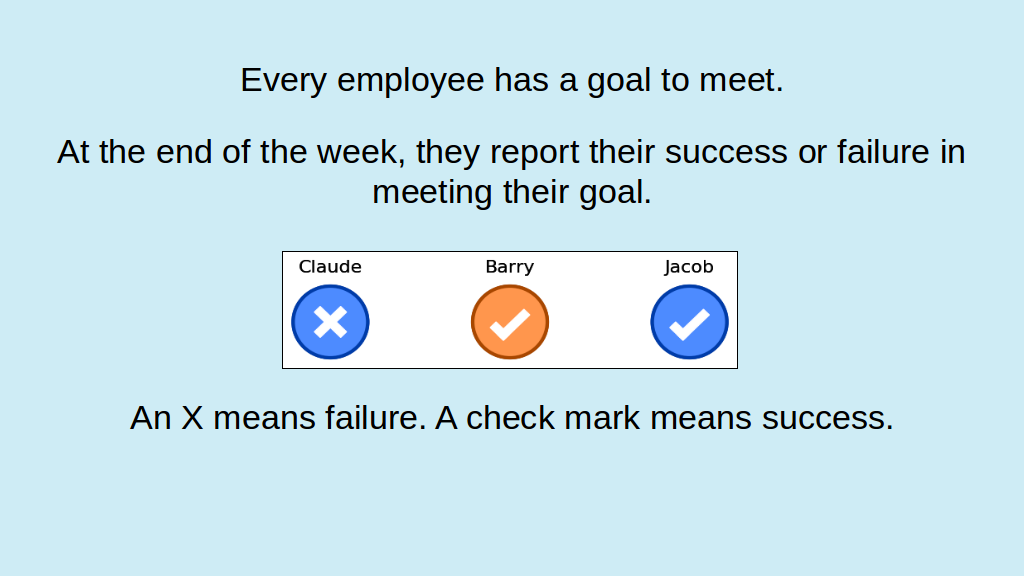 Every employee has a goal to meet.
At the end of the week, they report their success or failure in
meeting their goal.
Claude Barry Jacob
An X means failure. A check mark means success.